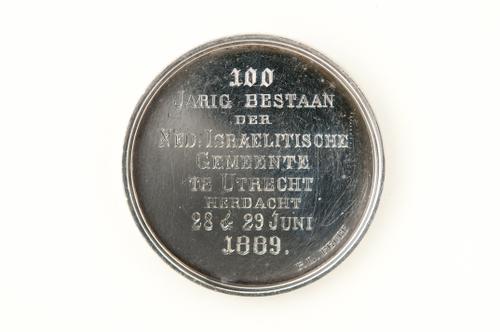 100
JARIG BESTAAN
DER
NED: ISRAELITISCHE
GEMEENTE
TE UTRECHT
HERDACHT
28 & 29 JUNI
1889.